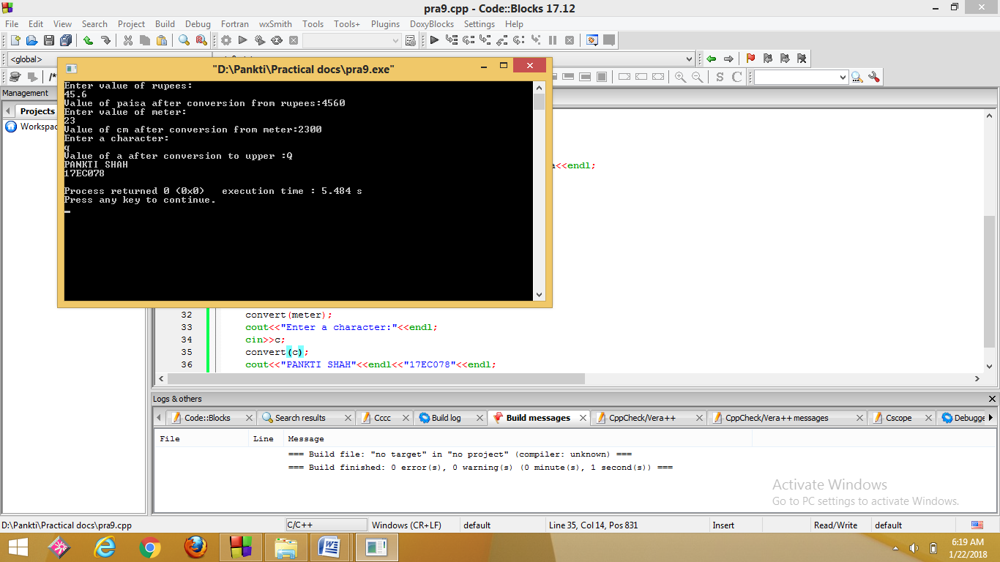 pra9.cpp - Code::Blocks 17.12
File Edit View Search Project Build Debug Fortran wxSmith Tools Tools+ Plugins DoxyBlocks Settings Help
<global>
"D:\Pankti\Practical docs\pra9.exe"
/*
S C
Management
Projects
Workspac
Enter value of rupees:
45.6
Value of paisa after conversion from rupees:4560
Enter value of meter:
23
Value of cm after conversion from meter:2300
Enter a character:
q
Value of a after conversion to upper :Q
PANKTI SHAH
17EC078
Process returned 0 (0x0)   execution time : 5.484 s
Press any key to continue.
a<<endl;
32 convert(meter);
33 cout<<"Enter a character:"<<endl;
34 cin>>c;
35 convert(c);
36 cout<<"PANKTI SHAH"<<endl<<"17EC078"<<endl;
Logs & others
Code::Blocks Search results Cccc Build log Build messages CppCheck/Vera++ CppCheck/Vera++ messages Cscope Debugge
File Line Message
=== Build file: "no target" in "no project" (compiler: unknown) ===
=== Build finished: 0 error(s), 0 warning(s) (0 minute(s), 1 second(s)) ===
Activate Windows
Go to PC settings to activate Windows.
D:\Pankti\Practical docs\pra9.cpp C/C++ Windows (CR+LF) default Line 35, Col 14, Pos 831 Insert Read/Write default
6:19 AM
1/22/2018